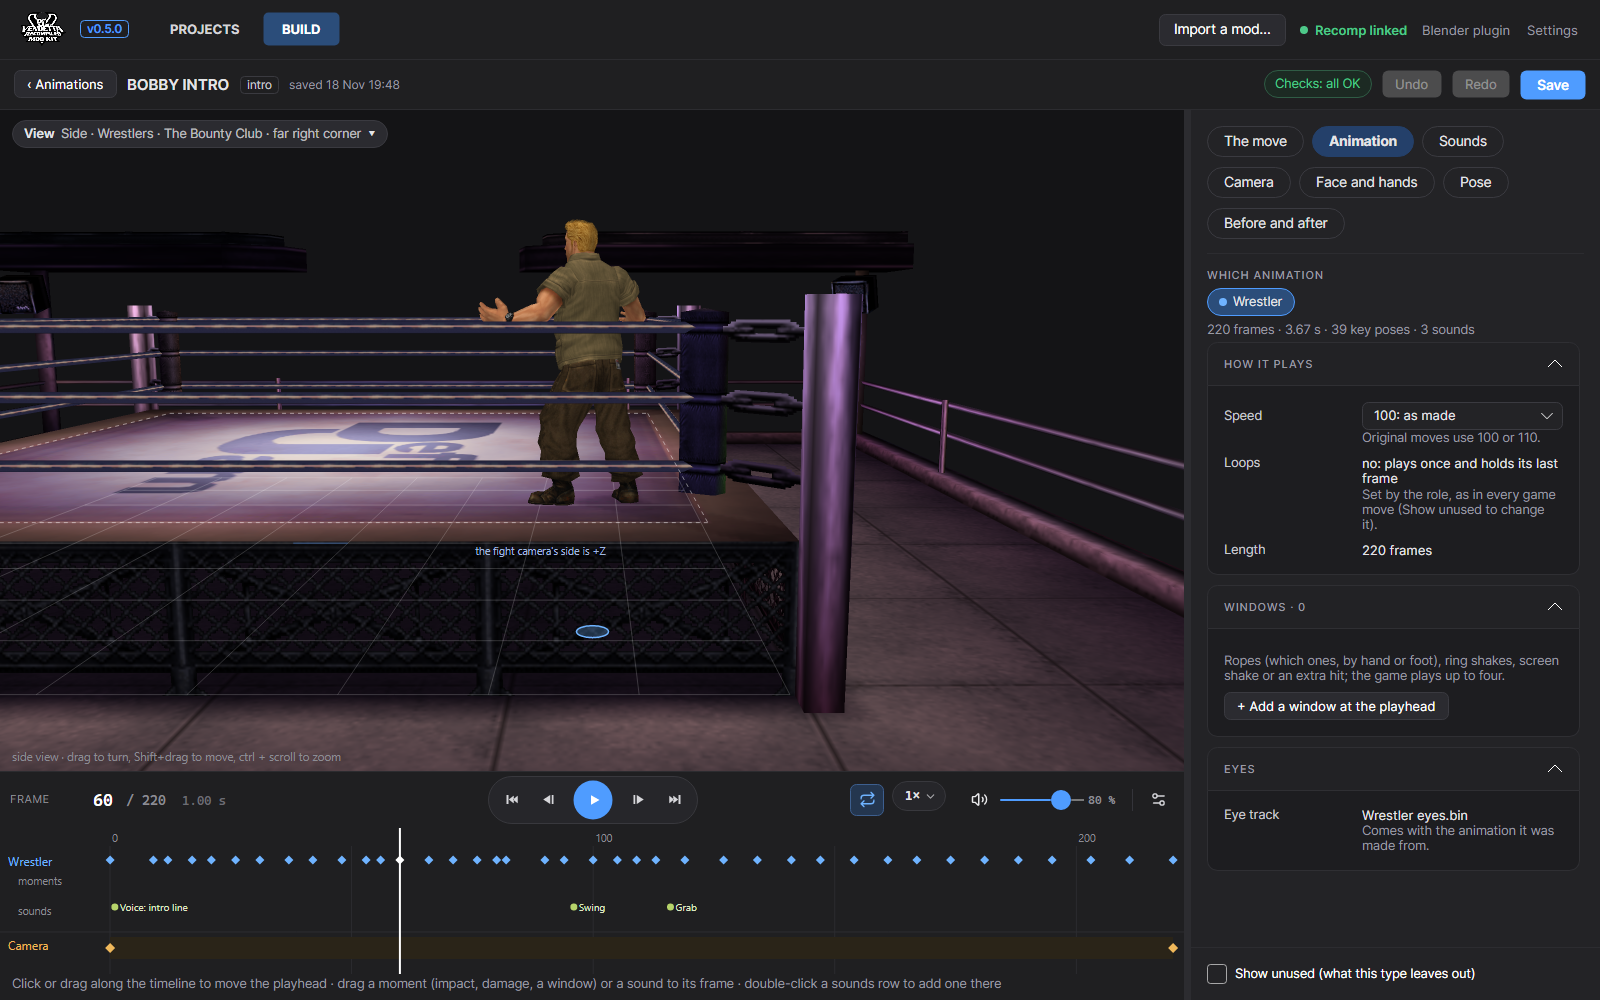 DEF JAM
VENDETTA
RECOMPILED
MOD KIT
v0.5.0
PROJECTS
BUILD
Import a mod...
Recomp linked
Blender plugin
Settings
‹ Animations
BOBBY INTRO
intro
saved 18 Nov 19:48
Checks: all OK
Undo
Redo
Save
View Side · Wrestlers · The Bounty Club · far right corner ▾
the fight camera's side is +Z
side view · drag to turn, Shift+drag to move, ctrl + scroll to zoom
The move
Animation
Sounds
Camera
Face and hands
Pose
Before and after
WHICH ANIMATION
Wrestler
220 frames · 3.67 s · 39 key poses · 3 sounds
HOW IT PLAYS
Speed
100: as made
Original moves use 100 or 110.
Loops
no: plays once and holds its last
frame
Set by the role, as in every game
move (Show unused to change
it).
Length
220 frames
WINDOWS · 0
Ropes (which ones, by hand or foot), ring shakes, screen
shake or an extra hit; the game plays up to four.
+ Add a window at the playhead
EYES
Eye track
Wrestler eyes.bin
Comes with the animation it was
made from.
Show unused (what this type leaves out)
FRAME
60 / 220 1.00 s
1×
80 %
0
100
200
Wrestler
moments
sounds
Voice: intro line
Swing
Grab
Camera
Click or drag along the timeline to move the playhead · drag a moment (impact, damage, a window) or a sound to its frame · double-click a sounds row to add one there